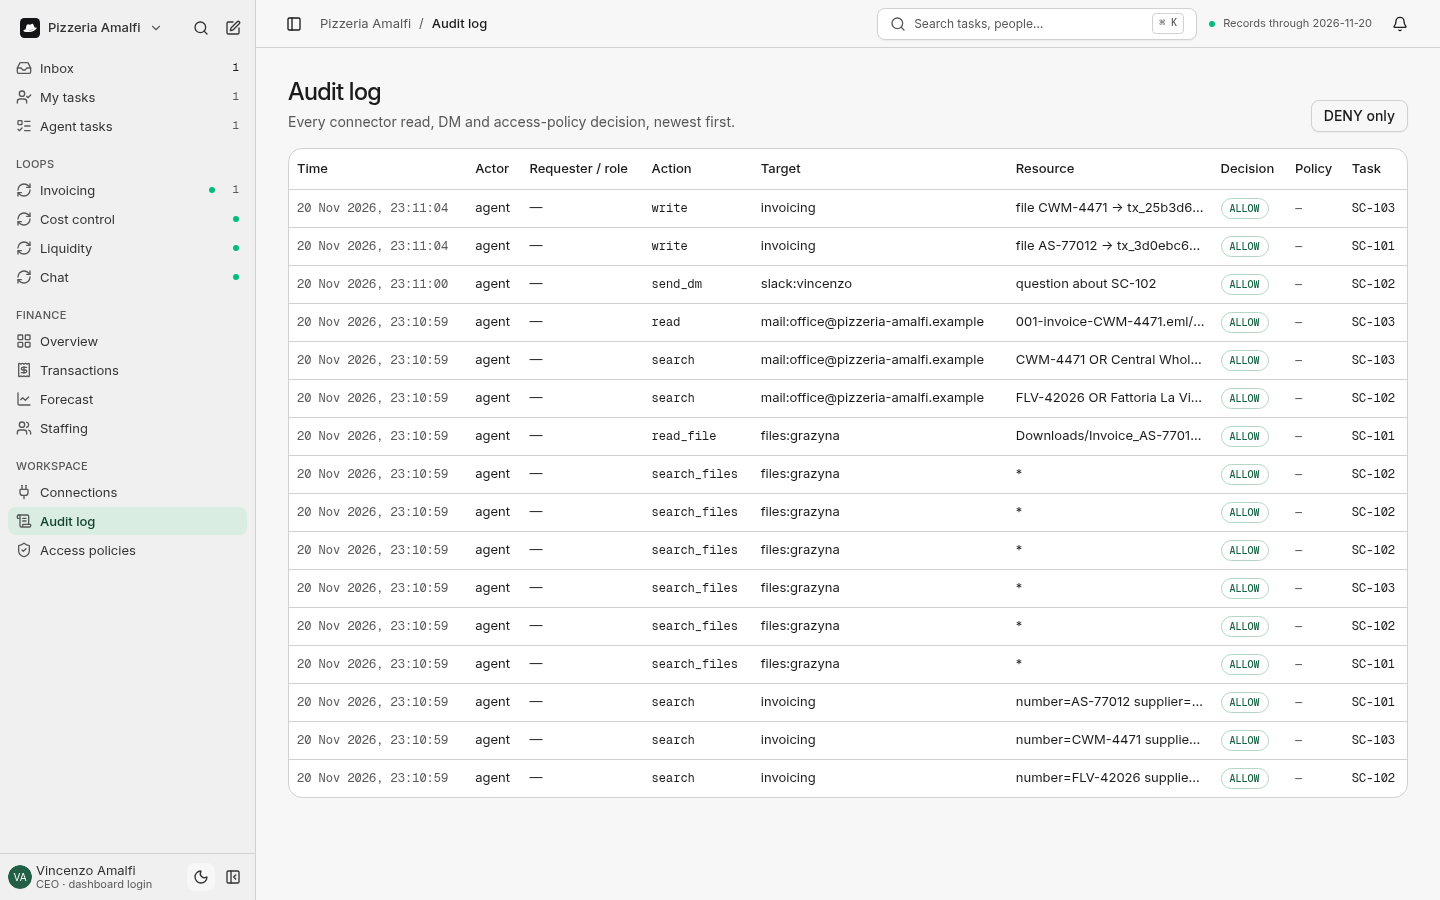 Pizzeria Amalfi
Inbox 1
My tasks 1
Agent tasks 1
LOOPS
Invoicing 1
Cost control
Liquidity
Chat
FINANCE
Overview
Transactions
Forecast
Staffing
WORKSPACE
Connections
Audit log
Access policies
Vincenzo Amalfi
VA
CEO · dashboard login
Pizzeria Amalfi / Audit log
Search tasks, people... ⌘ K
Records through 2026-11-20
Audit log
Every connector read, DM and access-policy decision, newest first.
DENY only
Time Actor Requester / role Action Target Resource Decision Policy Task
20 Nov 2026, 23:11:04 agent — write invoicing file CWM-4471 → tx_25b3d6... ALLOW – SC-103
20 Nov 2026, 23:11:04 agent — write invoicing file AS-77012 → tx_3d0ebc6... ALLOW – SC-101
20 Nov 2026, 23:11:00 agent — send_dm slack:vincenzo question about SC-102 ALLOW – SC-102
20 Nov 2026, 23:10:59 agent — read mail:office@pizzeria-amalfi.example 001-invoice-CWM-4471.eml/... ALLOW – SC-103
20 Nov 2026, 23:10:59 agent — search mail:office@pizzeria-amalfi.example CWM-4471 OR Central Whol... ALLOW – SC-103
20 Nov 2026, 23:10:59 agent — search mail:office@pizzeria-amalfi.example FLV-42026 OR Fattoria La Vi... ALLOW – SC-102
20 Nov 2026, 23:10:59 agent — read_file files:grazyna Downloads/Invoice_AS-7701... ALLOW – SC-101
20 Nov 2026, 23:10:59 agent — search_files files:grazyna * ALLOW – SC-102
20 Nov 2026, 23:10:59 agent — search_files files:grazyna * ALLOW – SC-102
20 Nov 2026, 23:10:59 agent — search_files files:grazyna * ALLOW – SC-102
20 Nov 2026, 23:10:59 agent — search_files files:grazyna * ALLOW – SC-103
20 Nov 2026, 23:10:59 agent — search_files files:grazyna * ALLOW – SC-102
20 Nov 2026, 23:10:59 agent — search_files files:grazyna * ALLOW – SC-101
20 Nov 2026, 23:10:59 agent — search invoicing number=AS-77012 supplier=... ALLOW – SC-101
20 Nov 2026, 23:10:59 agent — search invoicing number=CWM-4471 supplie... ALLOW – SC-103
20 Nov 2026, 23:10:59 agent — search invoicing number=FLV-42026 supplie... ALLOW – SC-102